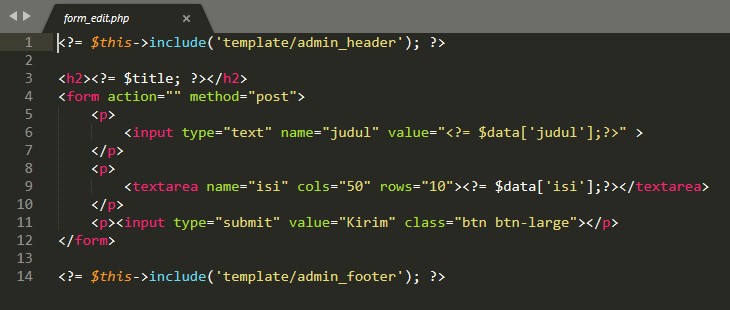 form_edit.php ×
1 <?= $this->include('template/admin_header'); ?>
2
3 <h2><?= $title; ?></h2>
4 <form action="" method="post">
5     <p>
6         <input type="text" name="judul" value="<?= $data['judul'];?>" >
7     </p>
8     <p>
9         <textarea name="isi" cols="50" rows="10"><?= $data['isi'];?></textarea>
10     </p>
11     <p><input type="submit" value="Kirim" class="btn btn-large"></p>
12 </form>
13
14 <?= $this->include('template/admin_footer'); ?>